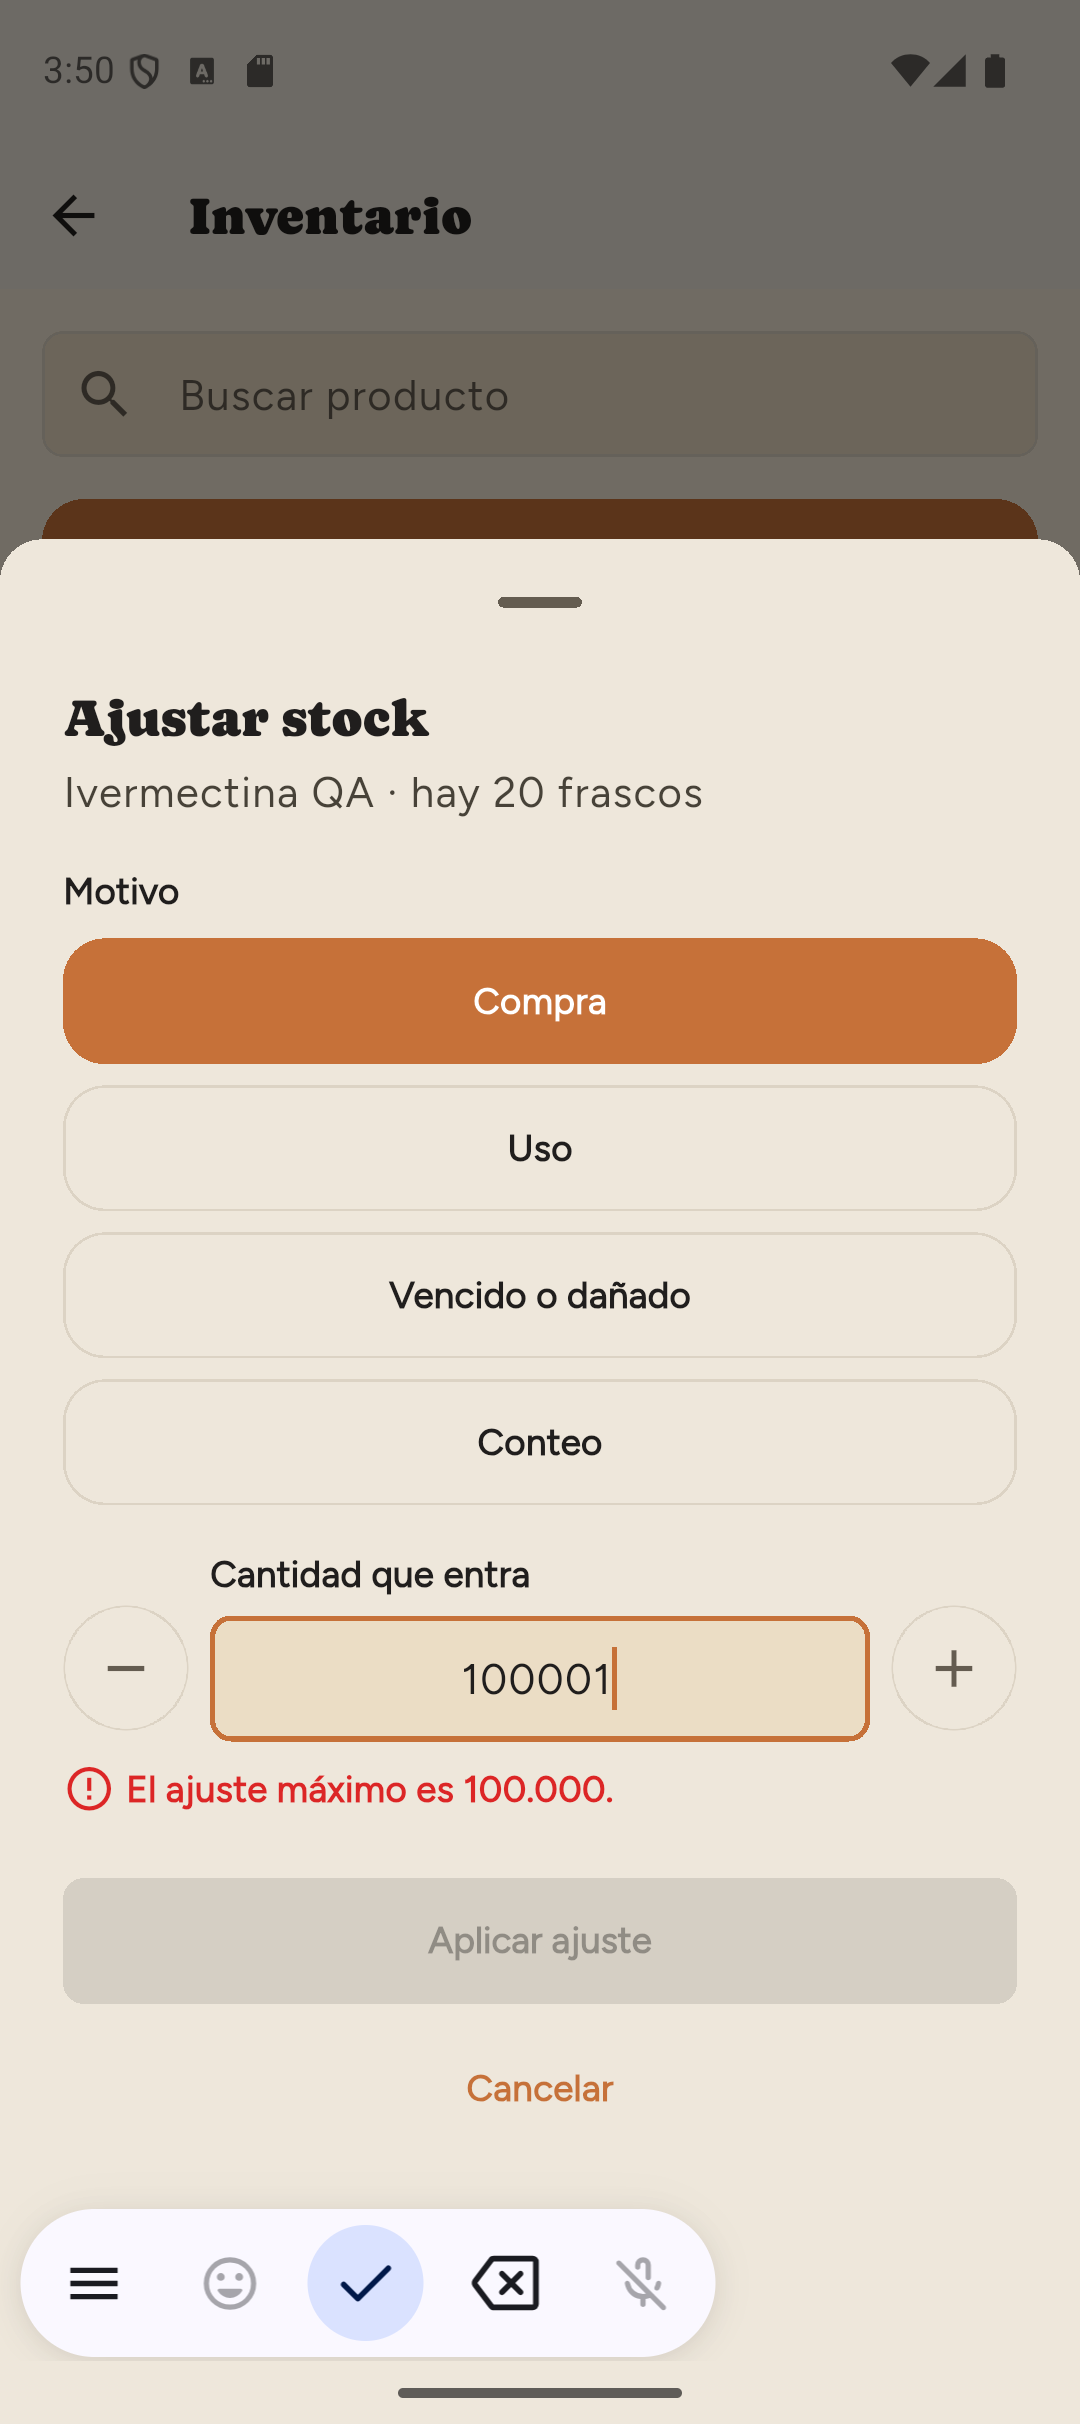 3:50
Inventario
Buscar producto
Ajustar stock
Ivermectina QA · hay 20 frascos
Motivo
Compra
Uso
Vencido o dañado
Conteo
Cantidad que entra
100001
El ajuste máximo es 100.000.
Aplicar ajuste
Cancelar